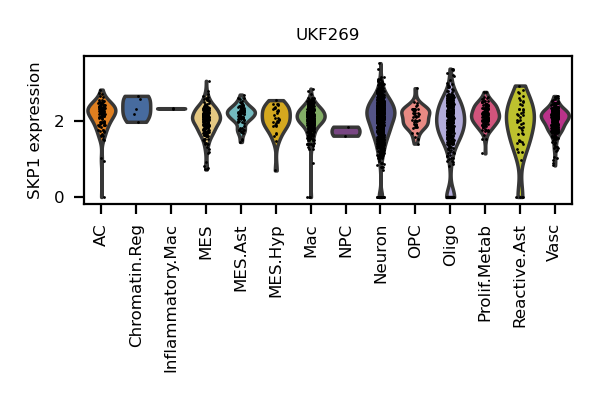 UKF269
SKP1 expression
2
0
AC
Chromatin.Reg
Inflammatory.Mac
MES
MES.Ast
MES.Hyp
Mac
NPC
Neuron
OPC
Oligo
Prolif.Metab
Reactive.Ast
Vasc